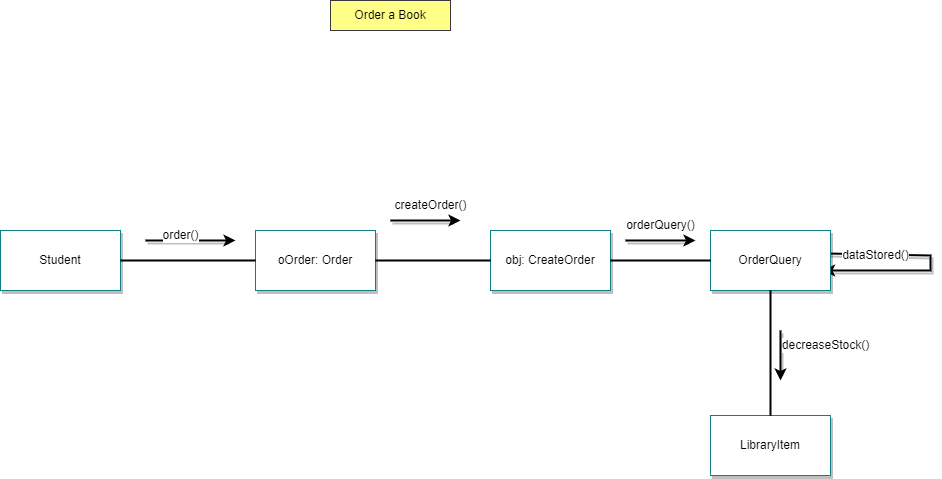 Order a Book
createOrder()
order()
orderQuery()
Student
oOrder: Order
obj: CreateOrder
OrderQuery
dataStored()
decreaseStock()
LibraryItem